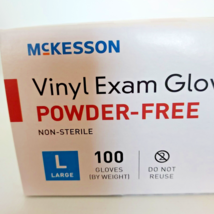 McKESSON
Vinyl Exam Glov
POWDER-FREE
NON-STERILE
L
LARGE
100
GLOVES
(BY WEIGHT)
DO NOT
REUSE